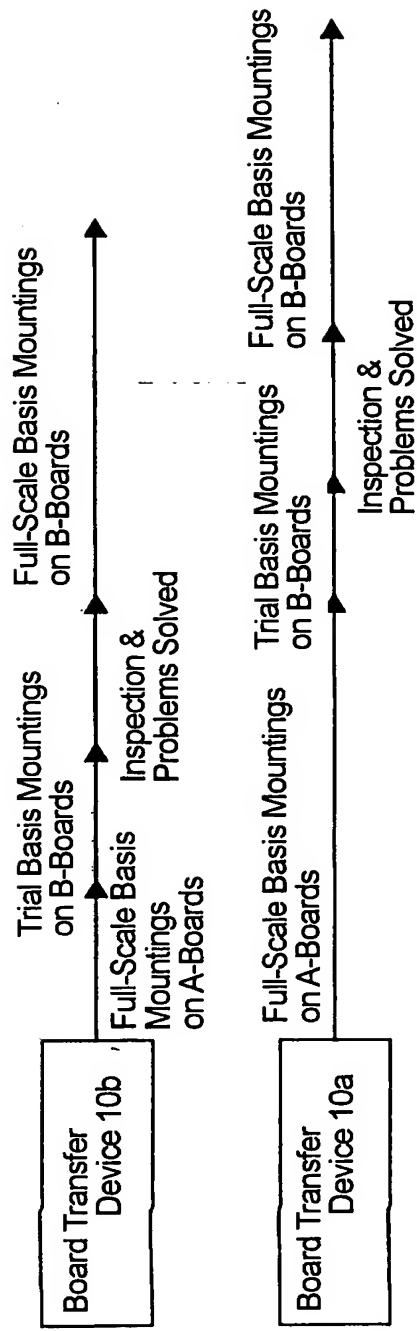 Board Transfer
Device 10b
Full-Scale Basis
Mountings
on A-Boards
Trial Basis Mountings
on B-Boards
Inspection &
Problems Solved
Full-Scale Basis Mountings
on B-Boards
Board Transfer
Device 10a
Full-Scale Basis Mountings
on A-Boards
Trial Basis Mountings
on B-Boards
Inspection &
Problems Solved
Full-Scale Basis Mountings
on B-Boards